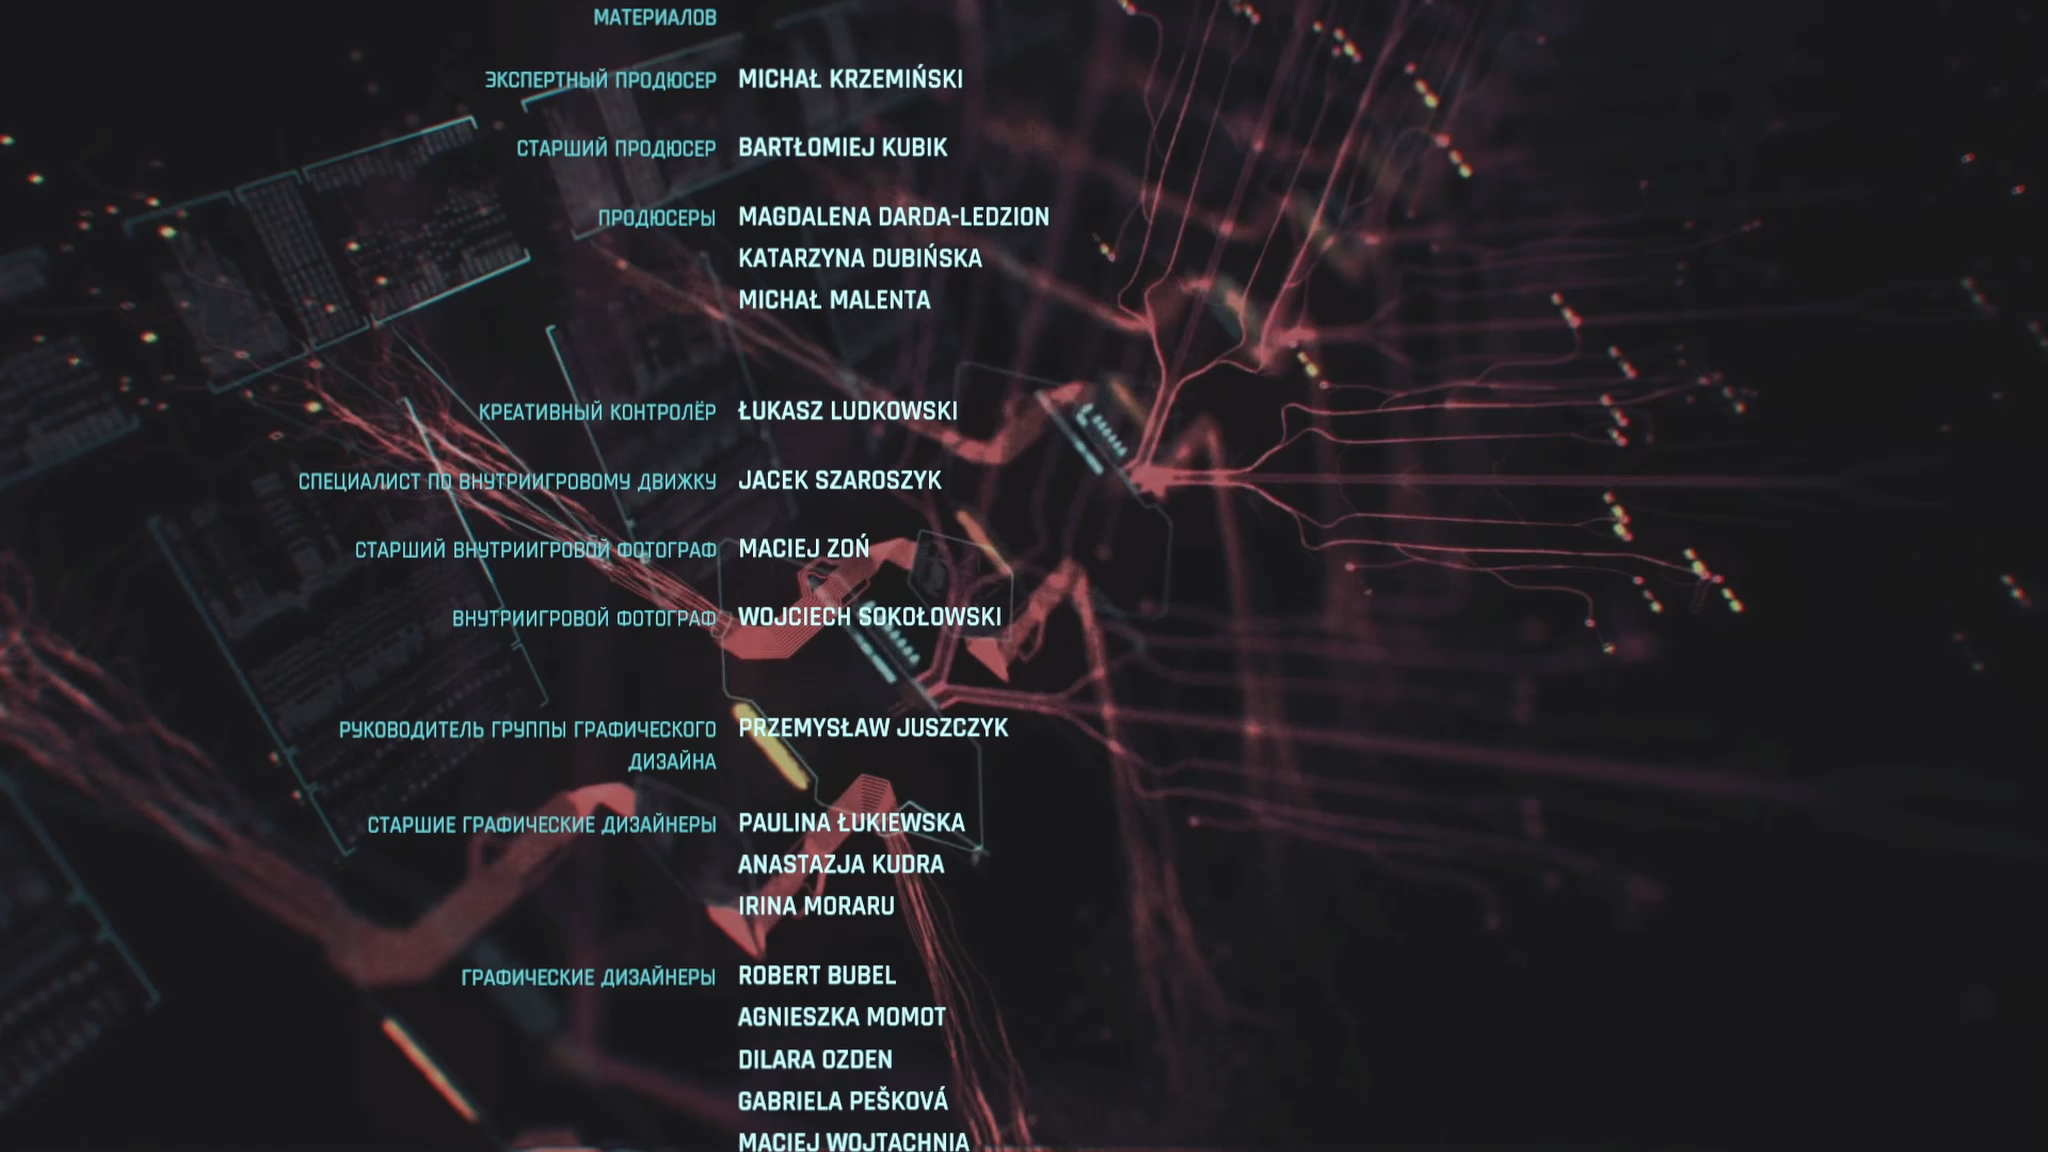 МАТЕРИАЛОВ
ЭКСПЕРТНЫЙ ПРОДЮСЕР MICHAŁ KRZEMIŃSKI
СТАРШИЙ ПРОДЮСЕР BARTŁOMIEJ KUBIK
ПРОДЮСЕРЫ MAGDALENA DARDA-LEDZION
KATARZYNA DUBIŃSKA
MICHAŁ MALENTA
КРЕАТИВНЫЙ КОНТРОЛЁР ŁUKASZ LUDKOWSKI
СПЕЦИАЛИСТ ПО ВНУТРИИГРОВОМУ ДВИЖКУ JACEK SZAROSZYK
СТАРШИЙ ВНУТРИИГРОВОЙ ФОТОГРАФ MACIEJ ZOŃ
ВНУТРИИГРОВОЙ ФОТОГРАФ WOJCIECH SOKOŁOWSKI
РУКОВОДИТЕЛЬ ГРУППЫ ГРАФИЧЕСКОГО PRZEMYSŁAW JUSZCZYK
ДИЗАЙНА
СТАРШИЕ ГРАФИЧЕСКИЕ ДИЗАЙНЕРЫ PAULINA ŁUKIEWSKA
ANASTAZJA KUDRA
IRINA MORARU
ГРАФИЧЕСКИЕ ДИЗАЙНЕРЫ ROBERT BUBEL
AGNIESZKA MOMOT
DILARA OZDEN
GABRIELA PEŠKOVÁ
MACIEJ WOJTACHNIA